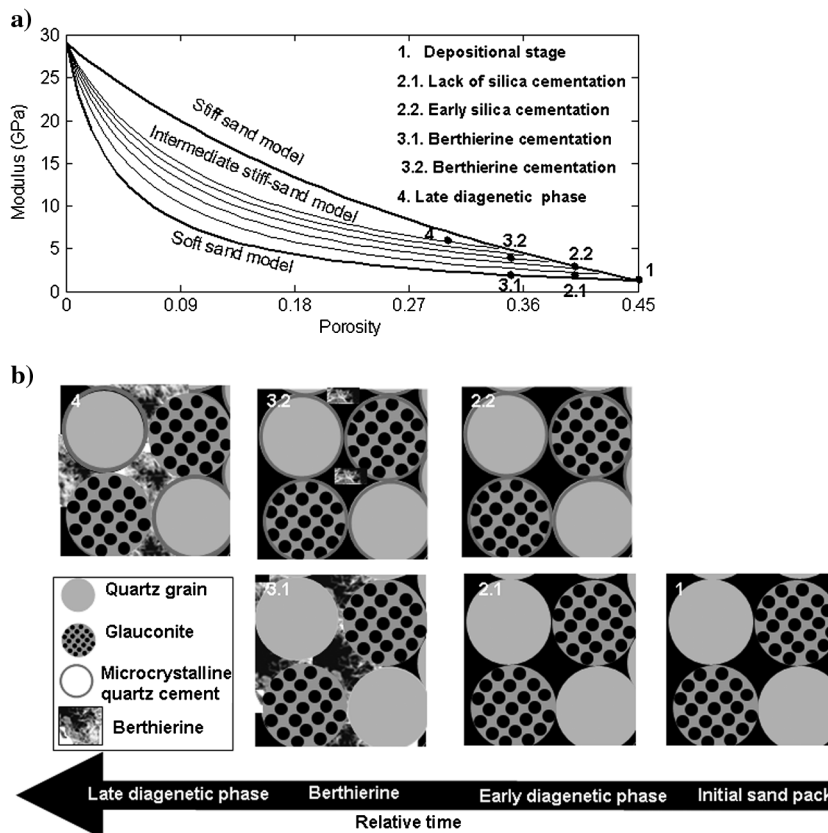 a)
30
25
20
15
10
5
0
Modulus (GPa)
0
0.09
0.18
0.27
0.36
0.45
Porosity
Stiff sand model
Intermediate stiff-sand model
Soft sand model
1. Depositional stage
2.1. Lack of silica cementation
2.2. Early silica cementation
3.1. Berthierine cementation
3.2. Berthierine cementation
4. Late diagenetic phase
4
3.2
2.2
1
3.1
2.1
b)
4
3.2
2.2
3.1
2.1
1
Quartz grain
Glauconite
Microcrystalline
quartz cement
Berthierine
Late diagenetic phase
Berthierine
Early diagenetic phase
Initial sand pack
Relative time